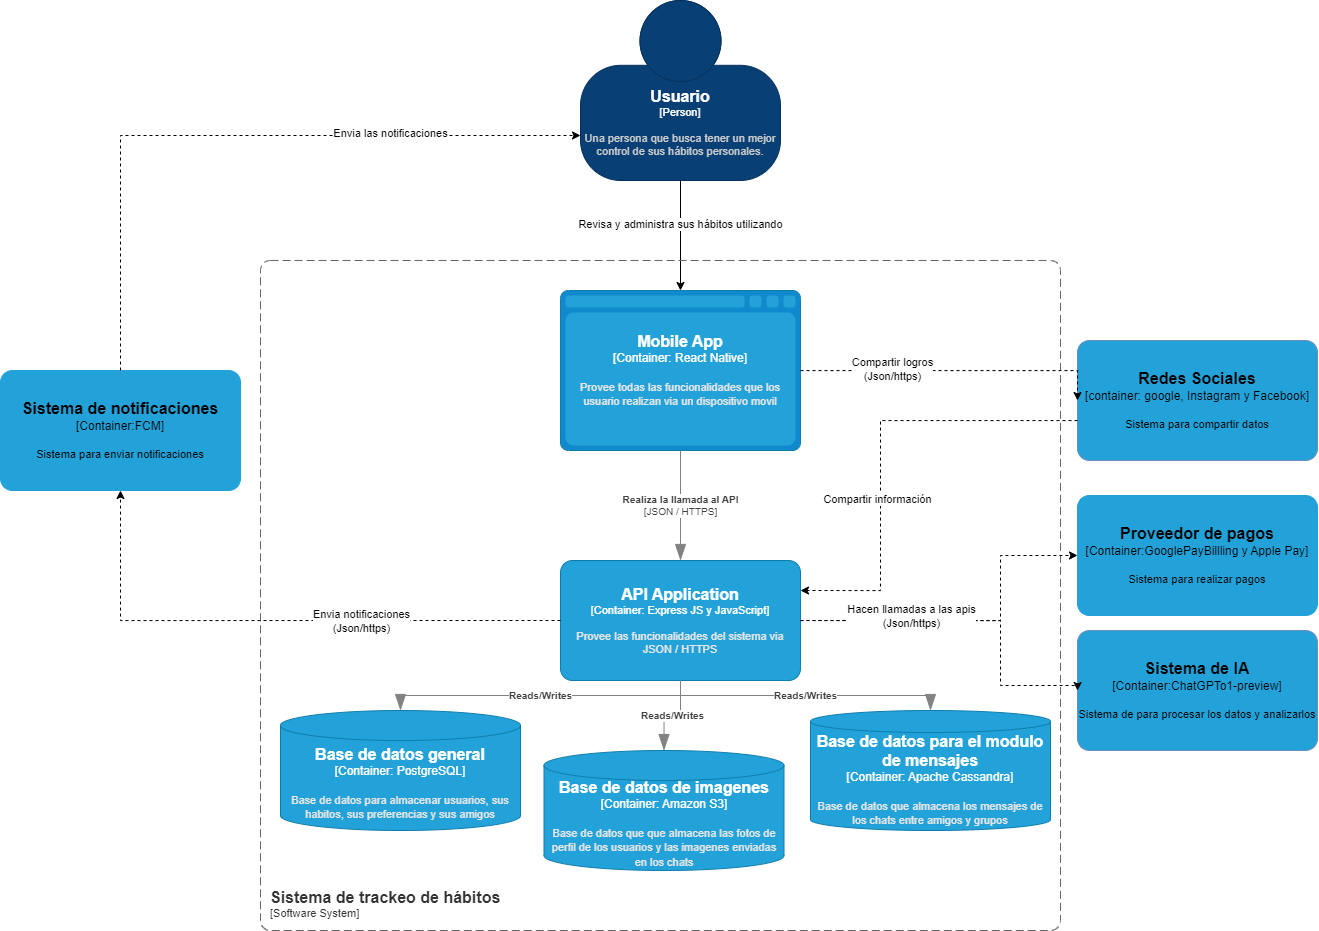 Usuario
[Person]
Una persona que busca tener un mejor
control de sus hábitos personales.
Envia las notificaciones
Revisa y administra sus hábitos utilizando
Mobile App
[Container: React Native]
Provee todas las funcionalidades que los
usuario realizan via un dispositivo movil
Compartir logros
(Json/https)
Redes Sociales
[container: google, Instagram y Facebook]
Sistema para compartir datos
Sistema de notificaciones
[Container:FCM]
Sistema para enviar notificaciones
Realiza la llamada al API
[JSON / HTTPS]
Compartir información
Proveedor de pagos
[Container:GooglePayBillling y Apple Pay]
Sistema para realizar pagos
API Application
[Container: Express JS y JavaScript]
Provee las funcionalidades del sistema via
JSON / HTTPS
Envia notificaciones
(Json/https)
Hacen llamadas a las apis
(Json/https)
Sistema de IA
[Container:ChatGPTo1-preview]
Sistema de para procesar los datos y analizarlos
Reads/Writes
Reads/Writes
Reads/Writes
Base de datos general
[Container: PostgreSQL]
Base de datos para almacenar usuarios, sus
habitos, sus preferencias y sus amigos
Base de datos de imagenes
[Container: Amazon S3]
Base de datos que que almacena las fotos de
perfil de los usuarios y las imagenes enviadas
en los chats
Base de datos para el modulo
de mensajes
[Container: Apache Cassandra]
Base de datos que almacena los mensajes de
los chats entre amigos y grupos
Sistema de trackeo de hábitos
[Software System]